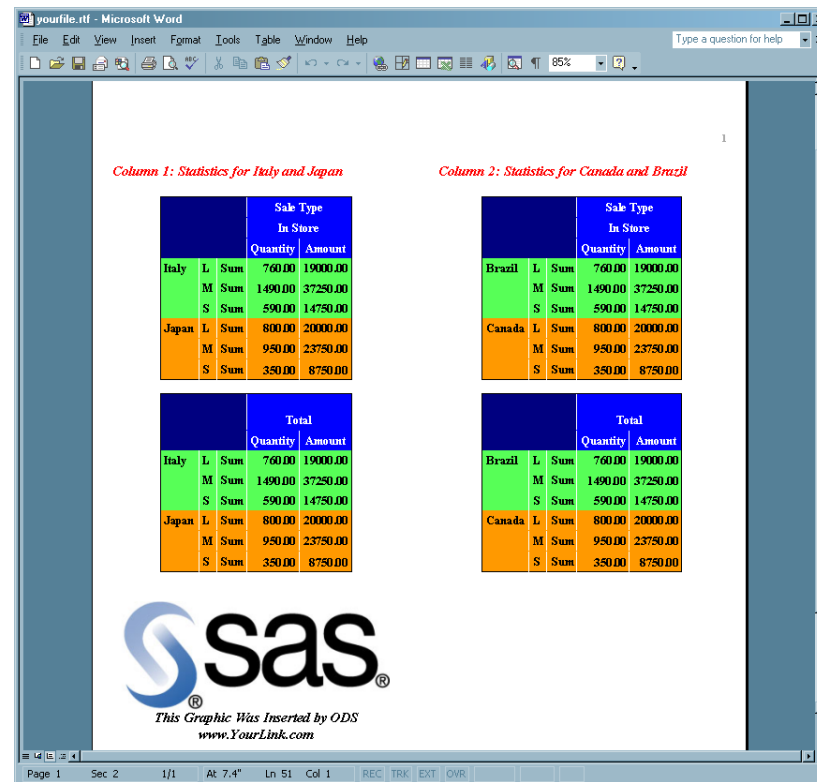 yourfile.rtf - Microsoft Word
File Edit View Insert Format Tools Table Window Help
Type a question for help
85%
1
Column 1: Statistics for Italy and Japan
Sale Type
In Store
Quantity Amount
Italy L Sum 760.00 19000.00
M Sum 1490.00 37250.00
S Sum 590.00 14750.00
Japan L Sum 800.00 20000.00
M Sum 950.00 23750.00
S Sum 350.00 8750.00
Total
Quantity Amount
Italy L Sum 760.00 19000.00
M Sum 1490.00 37250.00
S Sum 590.00 14750.00
Japan L Sum 800.00 20000.00
M Sum 950.00 23750.00
S Sum 350.00 8750.00
sas®
®
This Graphic Was Inserted by ODS
www.YourLink.com
Column 2: Statistics for Canada and Brazil
Sale Type
In Store
Quantity Amount
Brazil L Sum 760.00 19000.00
M Sum 1490.00 37250.00
S Sum 590.00 14750.00
Canada L Sum 800.00 20000.00
M Sum 950.00 23750.00
S Sum 350.00 8750.00
Total
Quantity Amount
Brazil L Sum 760.00 19000.00
M Sum 1490.00 37250.00
S Sum 590.00 14750.00
Canada L Sum 800.00 20000.00
M Sum 950.00 23750.00
S Sum 350.00 8750.00
Page 1 Sec 2 1/1 At 7.4" Ln 51 Col 1 REC TRK EXT OVR